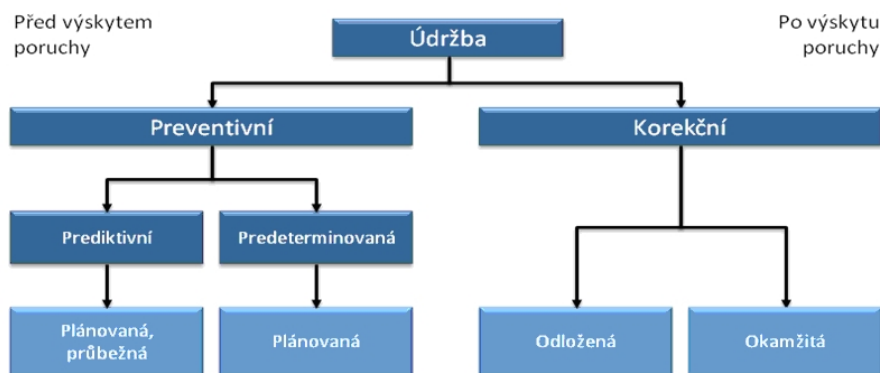 Před výskytem
poruchy
Údržba
Po výskytu
poruchy
Preventivní
Korekční
Prediktivní
Predeterminovaná
Plánovaná,
průbežná
Plánovaná
Odložená
Okamžitá